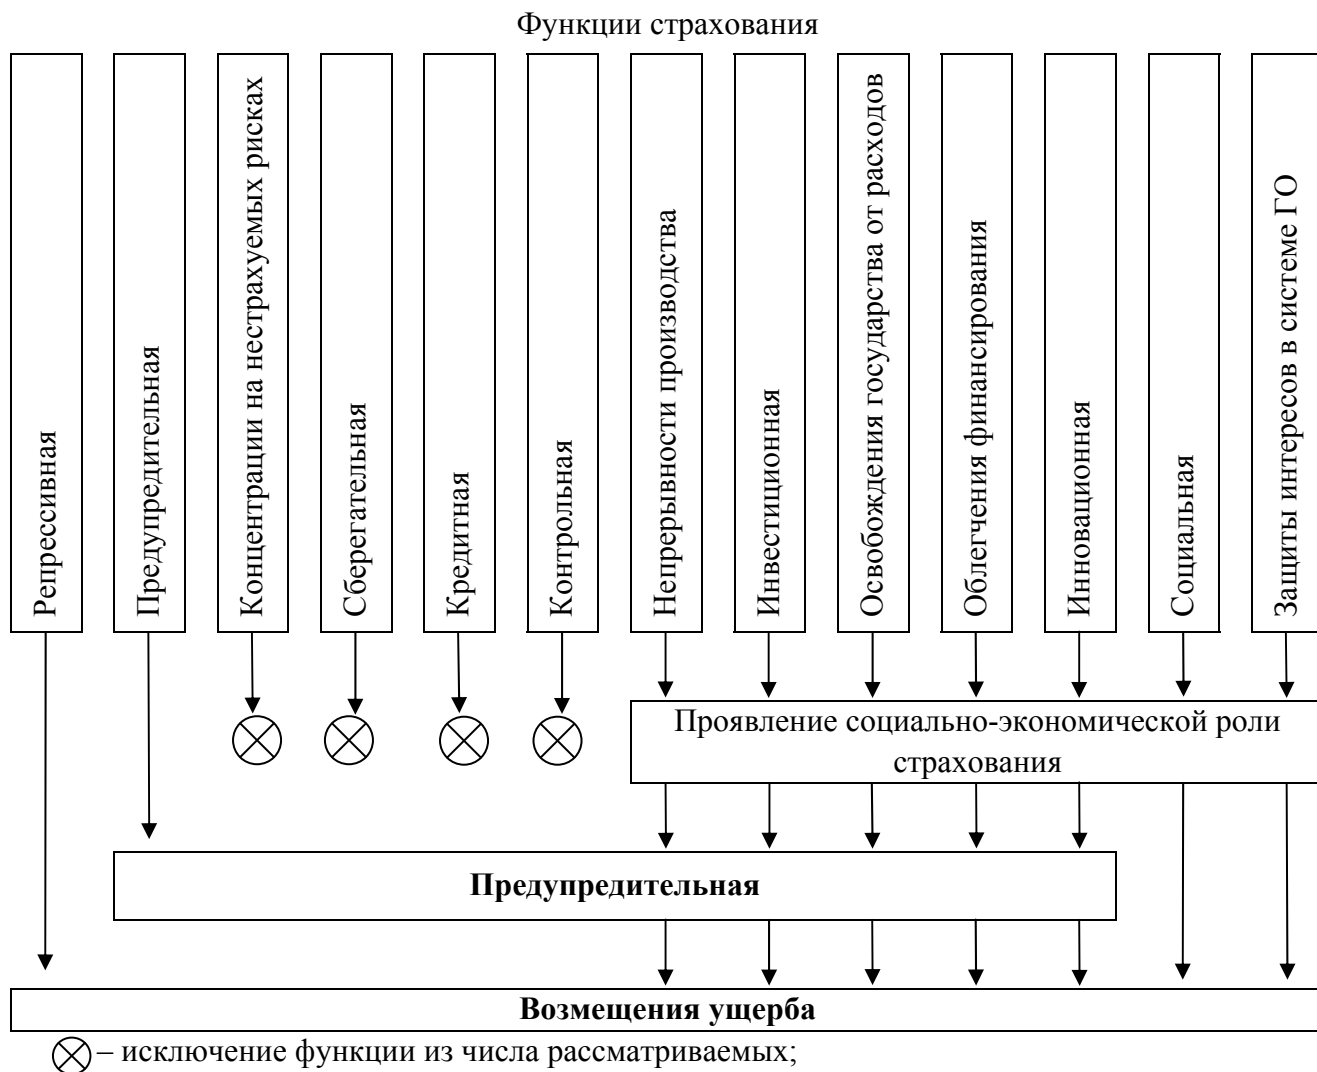 Функции страхования
Репрессивная
Предупредительная
Концентрации на нестрахуемых рисках
Сберегательная
Кредитная
Контрольная
Непрерывности производства
Инвестиционная
Освобождения государства от расходов
Облегчения финансирования
Инновационная
Социальная
Защиты интересов в системе ГО
Проявление социально-экономической роли
страхования
Предупредительная
Возмещения ущерба
– исключение функции из числа рассматриваемых;